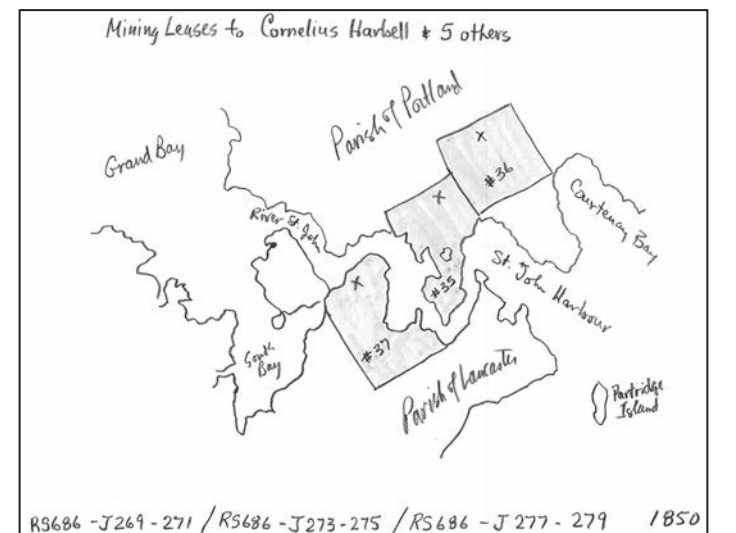 Mining Leases to Cornelius Harbell & 5 others
Parish of Portland
Grand Bay
X
#36
Courtenay Bay
River St. John
X
St. John Harbour
X
#35
#37
South Bay
Parish of Lancaster
Partridge
Island
RS686 - J269 - 271 / RS686 - J273 - 275 / RS686 - J277 - 279 1850